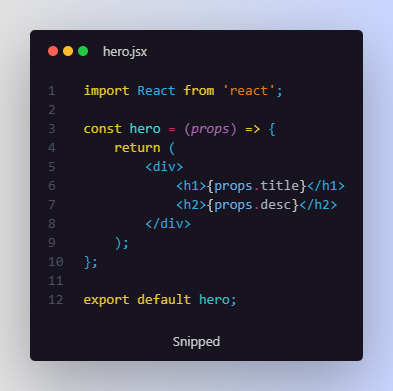 hero.jsx
1 import React from 'react';
2
3 const hero = (props) => {
4     return (
5         <div>
6             <h1>{props.title}</h1>
7             <h2>{props.desc}</h2>
8         </div>
9     );
10 };
11
12 export default hero;
Snipped